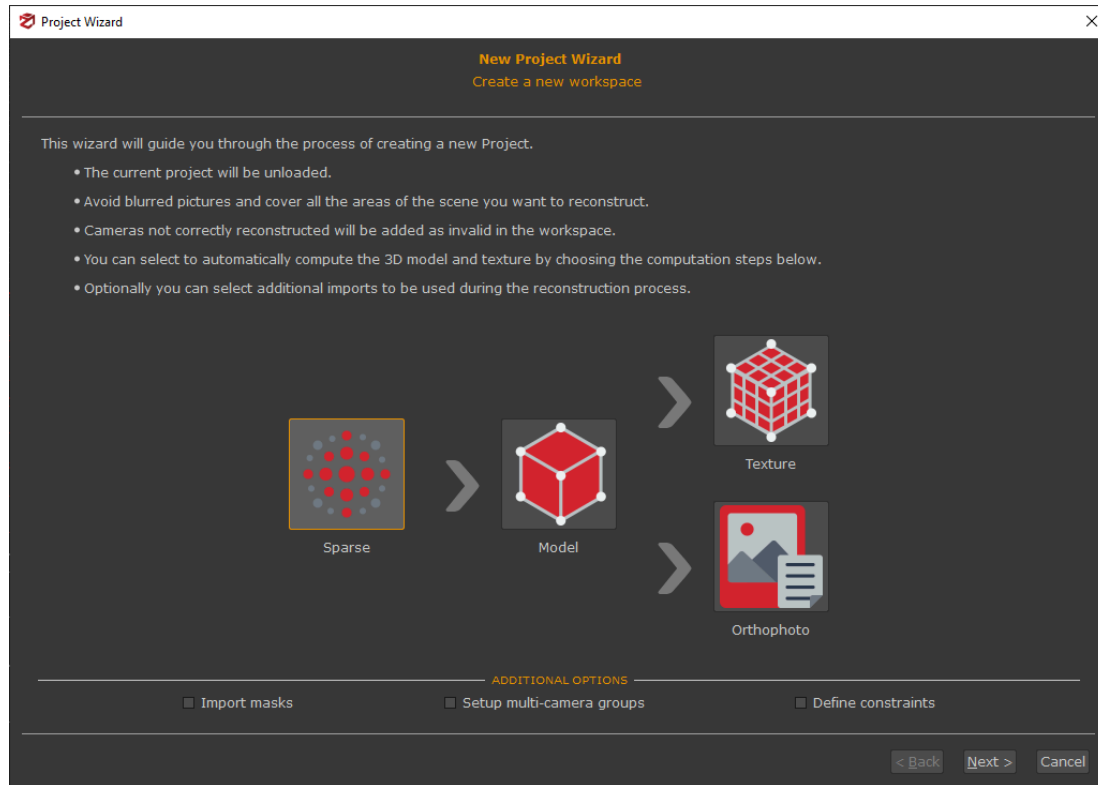 Project Wizard
New Project Wizard
Create a new workspace
This wizard will guide you through the process of creating a new Project.
• The current project will be unloaded.
• Avoid blurred pictures and cover all the areas of the scene you want to reconstruct.
• Cameras not correctly reconstructed will be added as invalid in the workspace.
• You can select to automatically compute the 3D model and texture by choosing the computation steps below.
• Optionally you can select additional imports to be used during the reconstruction process.
Texture
Sparse
Model
Orthophoto
ADDITIONAL OPTIONS
Import masks
Setup multi-camera groups
Define constraints
< Back
Next >
Cancel